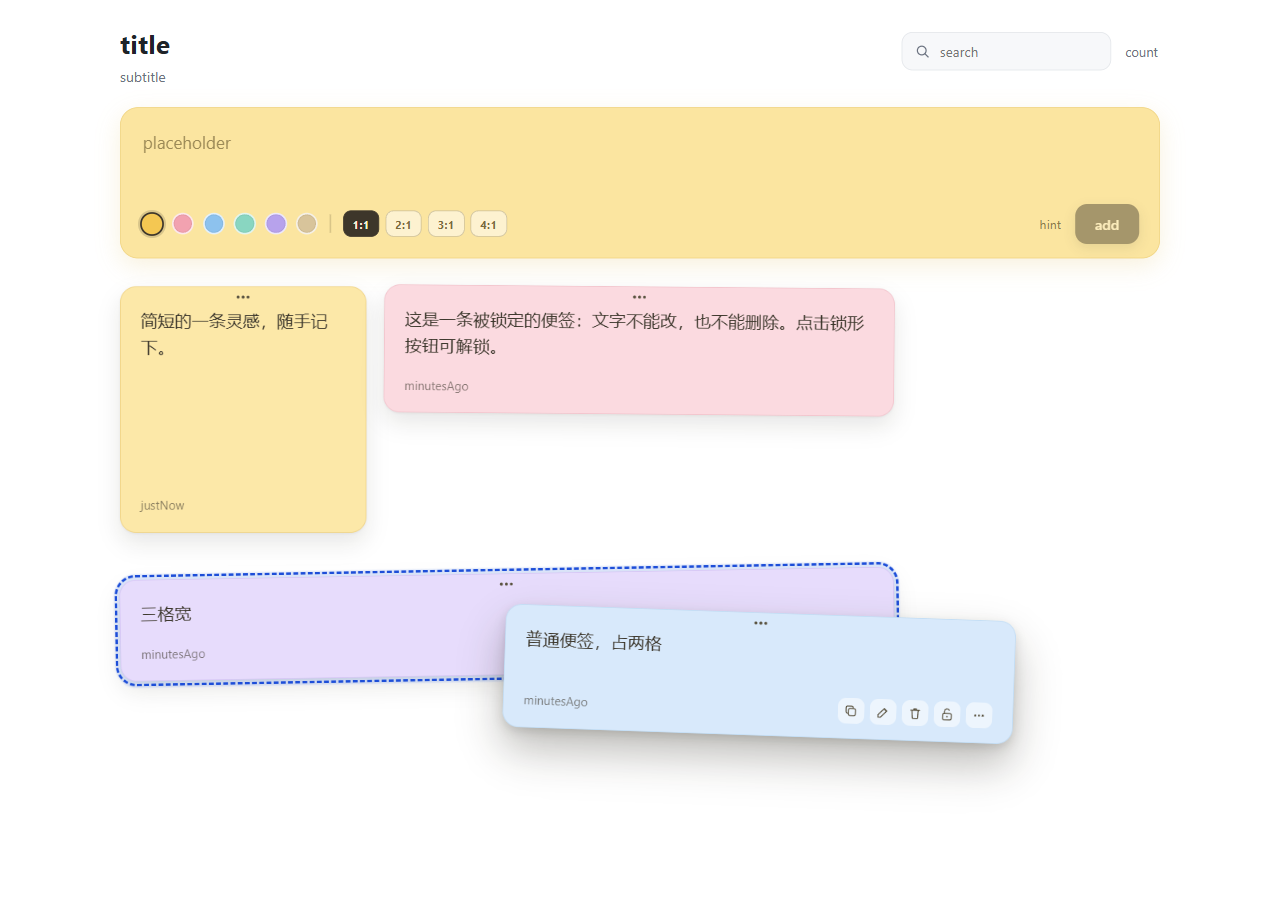 title
subtitle
search
count
placeholder
1:1
2:1
3:1
4:1
hint
add
简短的一条灵感，随手记
下。
justNow
这是一条被锁定的便签：文字不能改，也不能删除。点击锁形
按钮可解锁。
minutesAgo
三格宽
minutesAgo
普通便签，占两格
minutesAgo